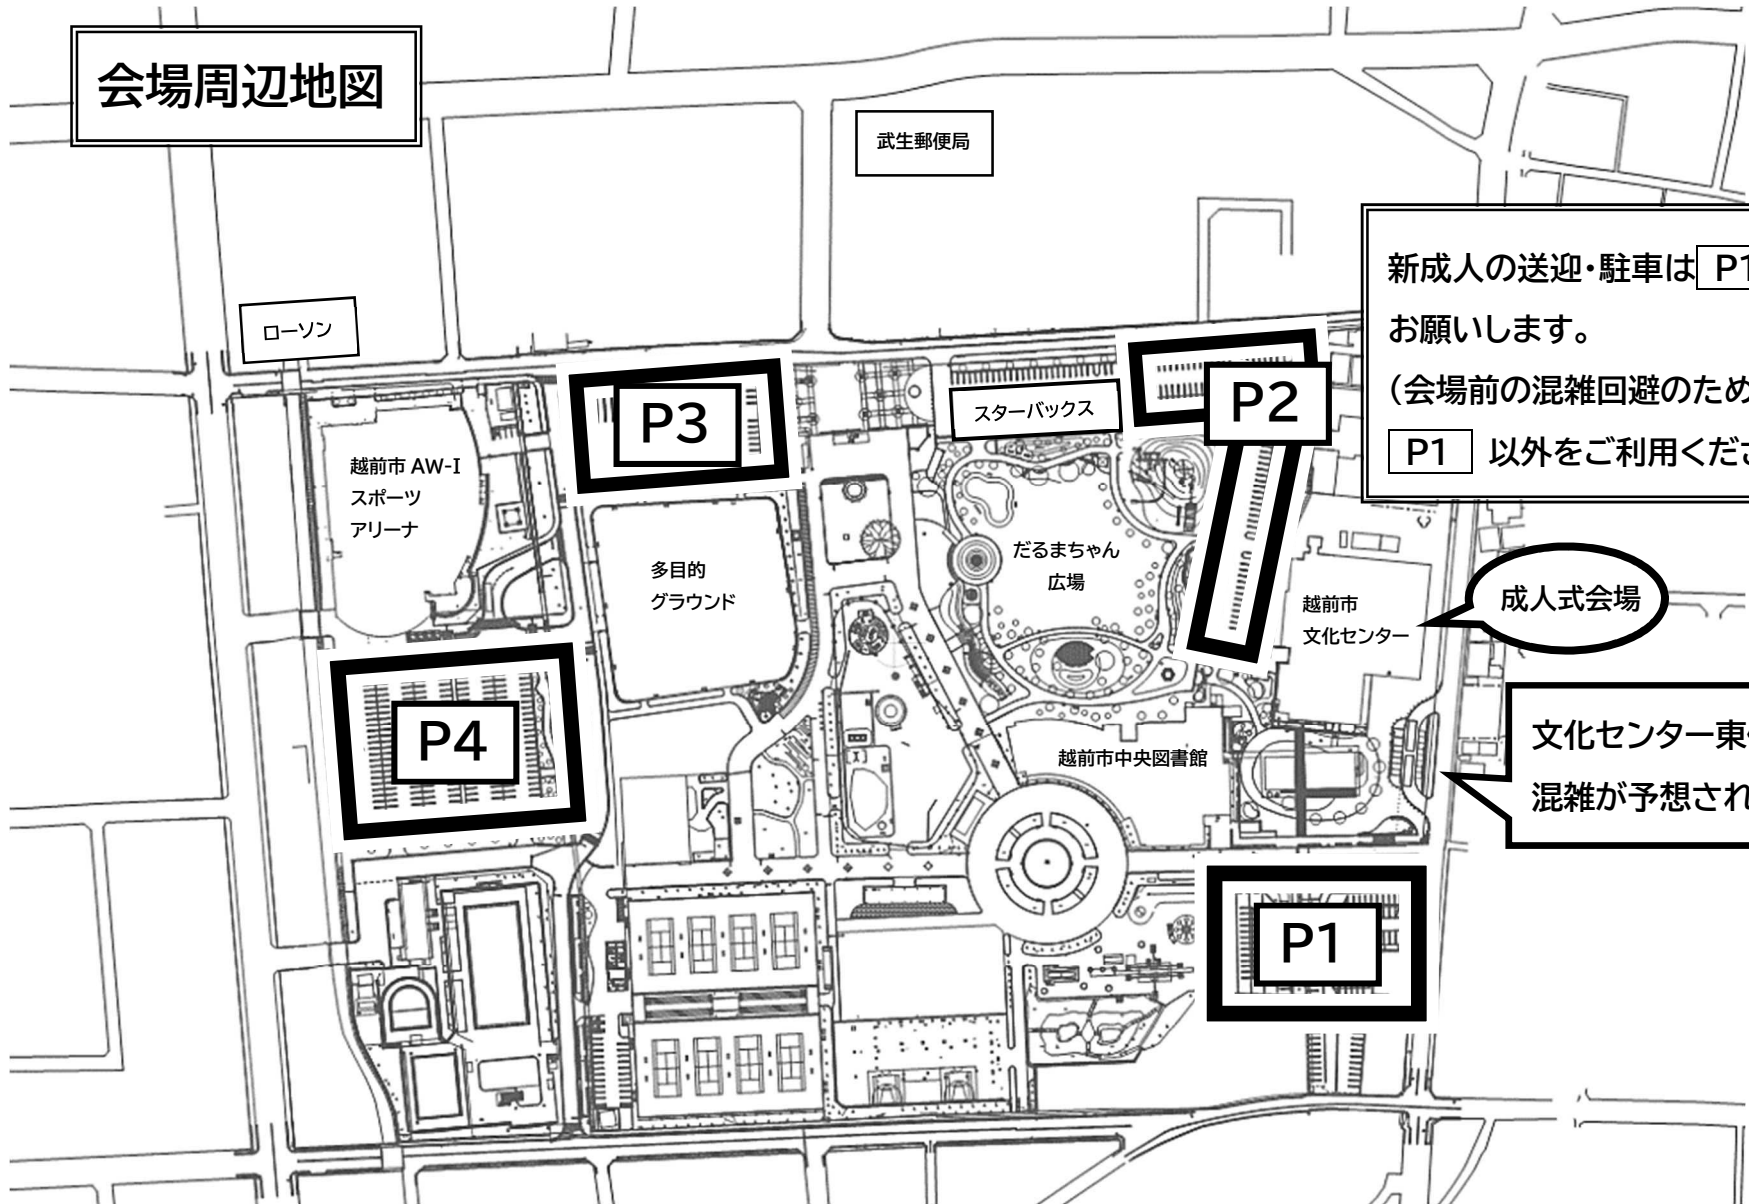 会場周辺地図
武生郵便局
新成人の送迎・駐車は P1
お願いします。
(会場前の混雑回避のため
P1 以外をご利用くださ
ローソン
P3
スターバックス
P2
越前市 AW-I
スポーツ
アリーナ
多目的
グラウンド
だるまちゃん
広場
越前市
文化センター
成人式会場
P4
越前市中央図書館
文化センター東
混雑が予想され
P1